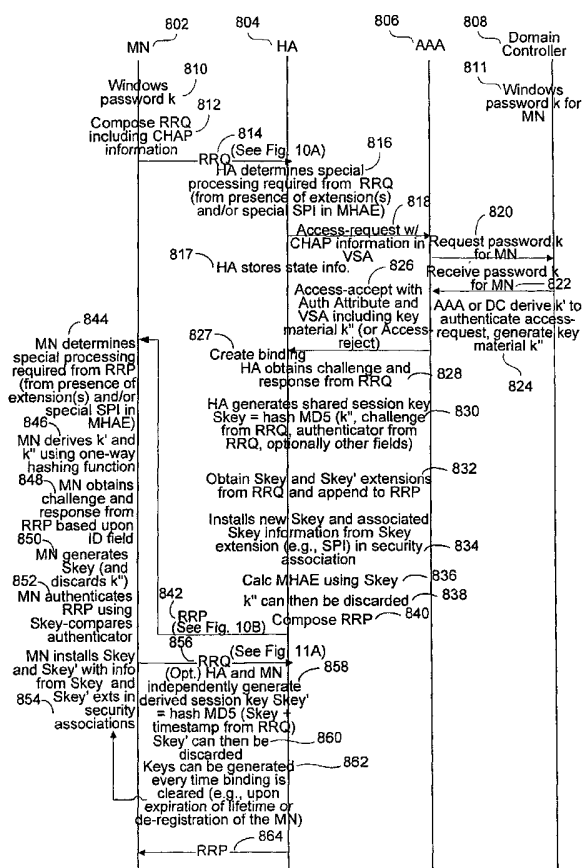 802
804
806
808
Domain
Controller
MN
HA
AAA
810
Windows
password k
812
Compose RRQ
including CHAP
information
811
Windows
password k for
MN
814
RRQ (See Fig. 10A)
816
HA determines special
processing required from RRQ
(from presence of extension(s)
and/or special SPI in MHAE)
818
Access-request w/
CHAP information in
VSA
820
Request password k
for MN
817
HA stores state info.
Receive password k
for MN
822
826
Access-accept with
Auth Attribute and
VSA including key
material k" (or Access-
reject)
AAA or DC derive k' to
authenticate access-
request, generate key
material k"
824
827
Create binding
HA obtains challenge and
response from RRQ
828
HA generates shared session key
Skey = hash MD5 (k", challenge
from RRQ, authenticator from
RRQ, optionally other fields)
830
Obtain Skey and Skey' extensions
from RRQ and append to RRP
832
Installs new Skey and associated
Skey information from Skey
extension (e.g., SPI) in security
association
834
Calc MHAE using Skey
836
k" can then be discarded
838
Compose RRP
840
842
RRP
(See Fig. 10B)
844
MN determines
special processing
required from RRP
(from presence of
extension(s) and/or
special SPI in
MHAE)
846
MN derives k' and
k" using one-way
hashing function
848
MN obtains
challenge and
response from
RRP based upon
ID field
850
MN generates
Skey (and
discards k")
852
MN authenticates
RRP using
Skey-compares
authenticator
MN installs Skey
and Skey' with info
from Skey and
Skey' exts in
security
associations
854
856
RRQ (See Fig. 11A)
(Opt.) HA and MN
independently generate
derived session key Skey'
= hash MD5 (Skey +
timestamp from RRQ)
858
Skey' can then be
discarded
860
Keys can be generated
every time binding is
cleared (e.g., upon
expiration of lifetime or
de-registration of the MN)
862
RRP
864